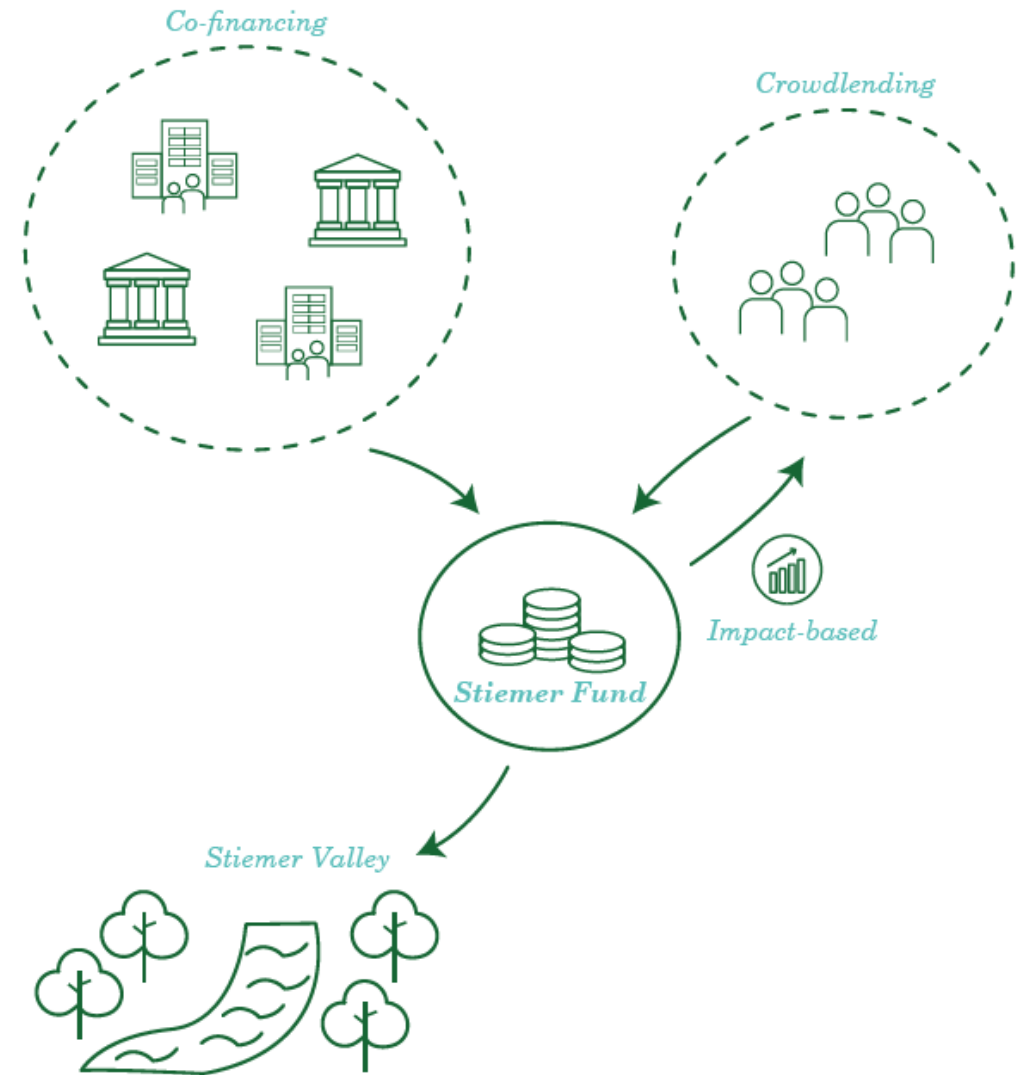 Co-financing
Crowdlending
Impact-based
Stiemer Fund
Stiemer Valley